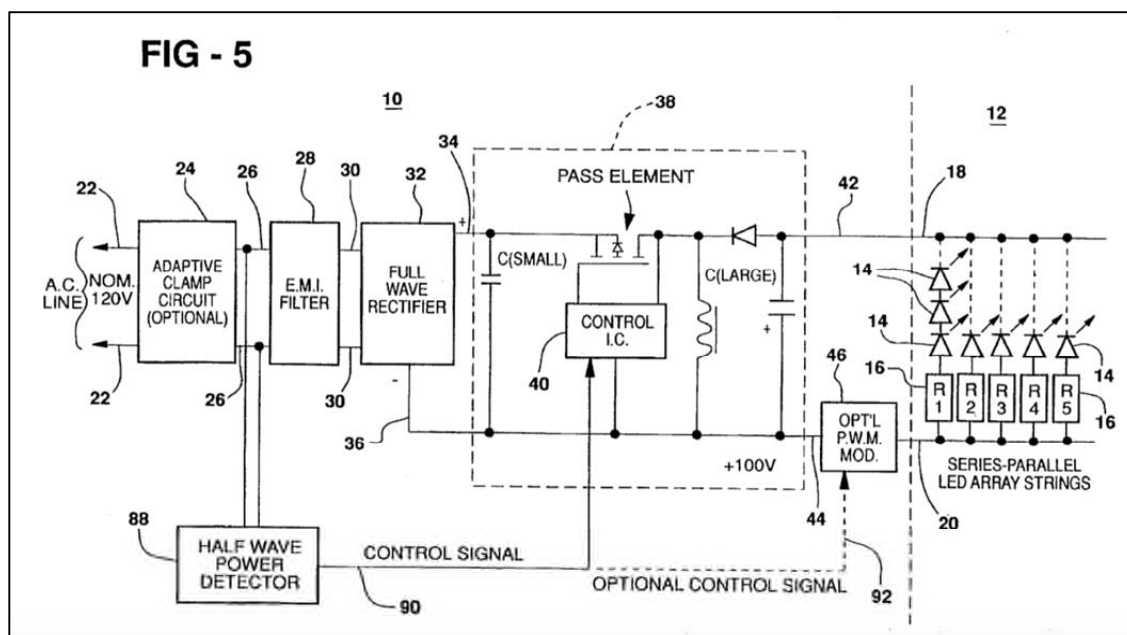 FIG - 5
10
38
12
24
28
32
34
22
26
30
PASS ELEMENT
42
18
+
C(SMALL)
C(LARGE)
A.C.
LINE
NOM.
120V
ADAPTIVE
CLAMP
CIRCUIT
(OPTIONAL)
E.M.I.
FILTER
FULL
WAVE
RECTIFIER
CONTROL
I.C.
40
+
14
14
14
22
26
30
-
36
46
16
R
1
R
2
R
3
R
4
R
5
16
OPT'L
P.W.M.
MOD.
+100V
44
20
SERIES-PARALLEL
LED ARRAY STRINGS
88
HALF WAVE
POWER
DETECTOR
CONTROL SIGNAL
90
OPTIONAL CONTROL SIGNAL
92